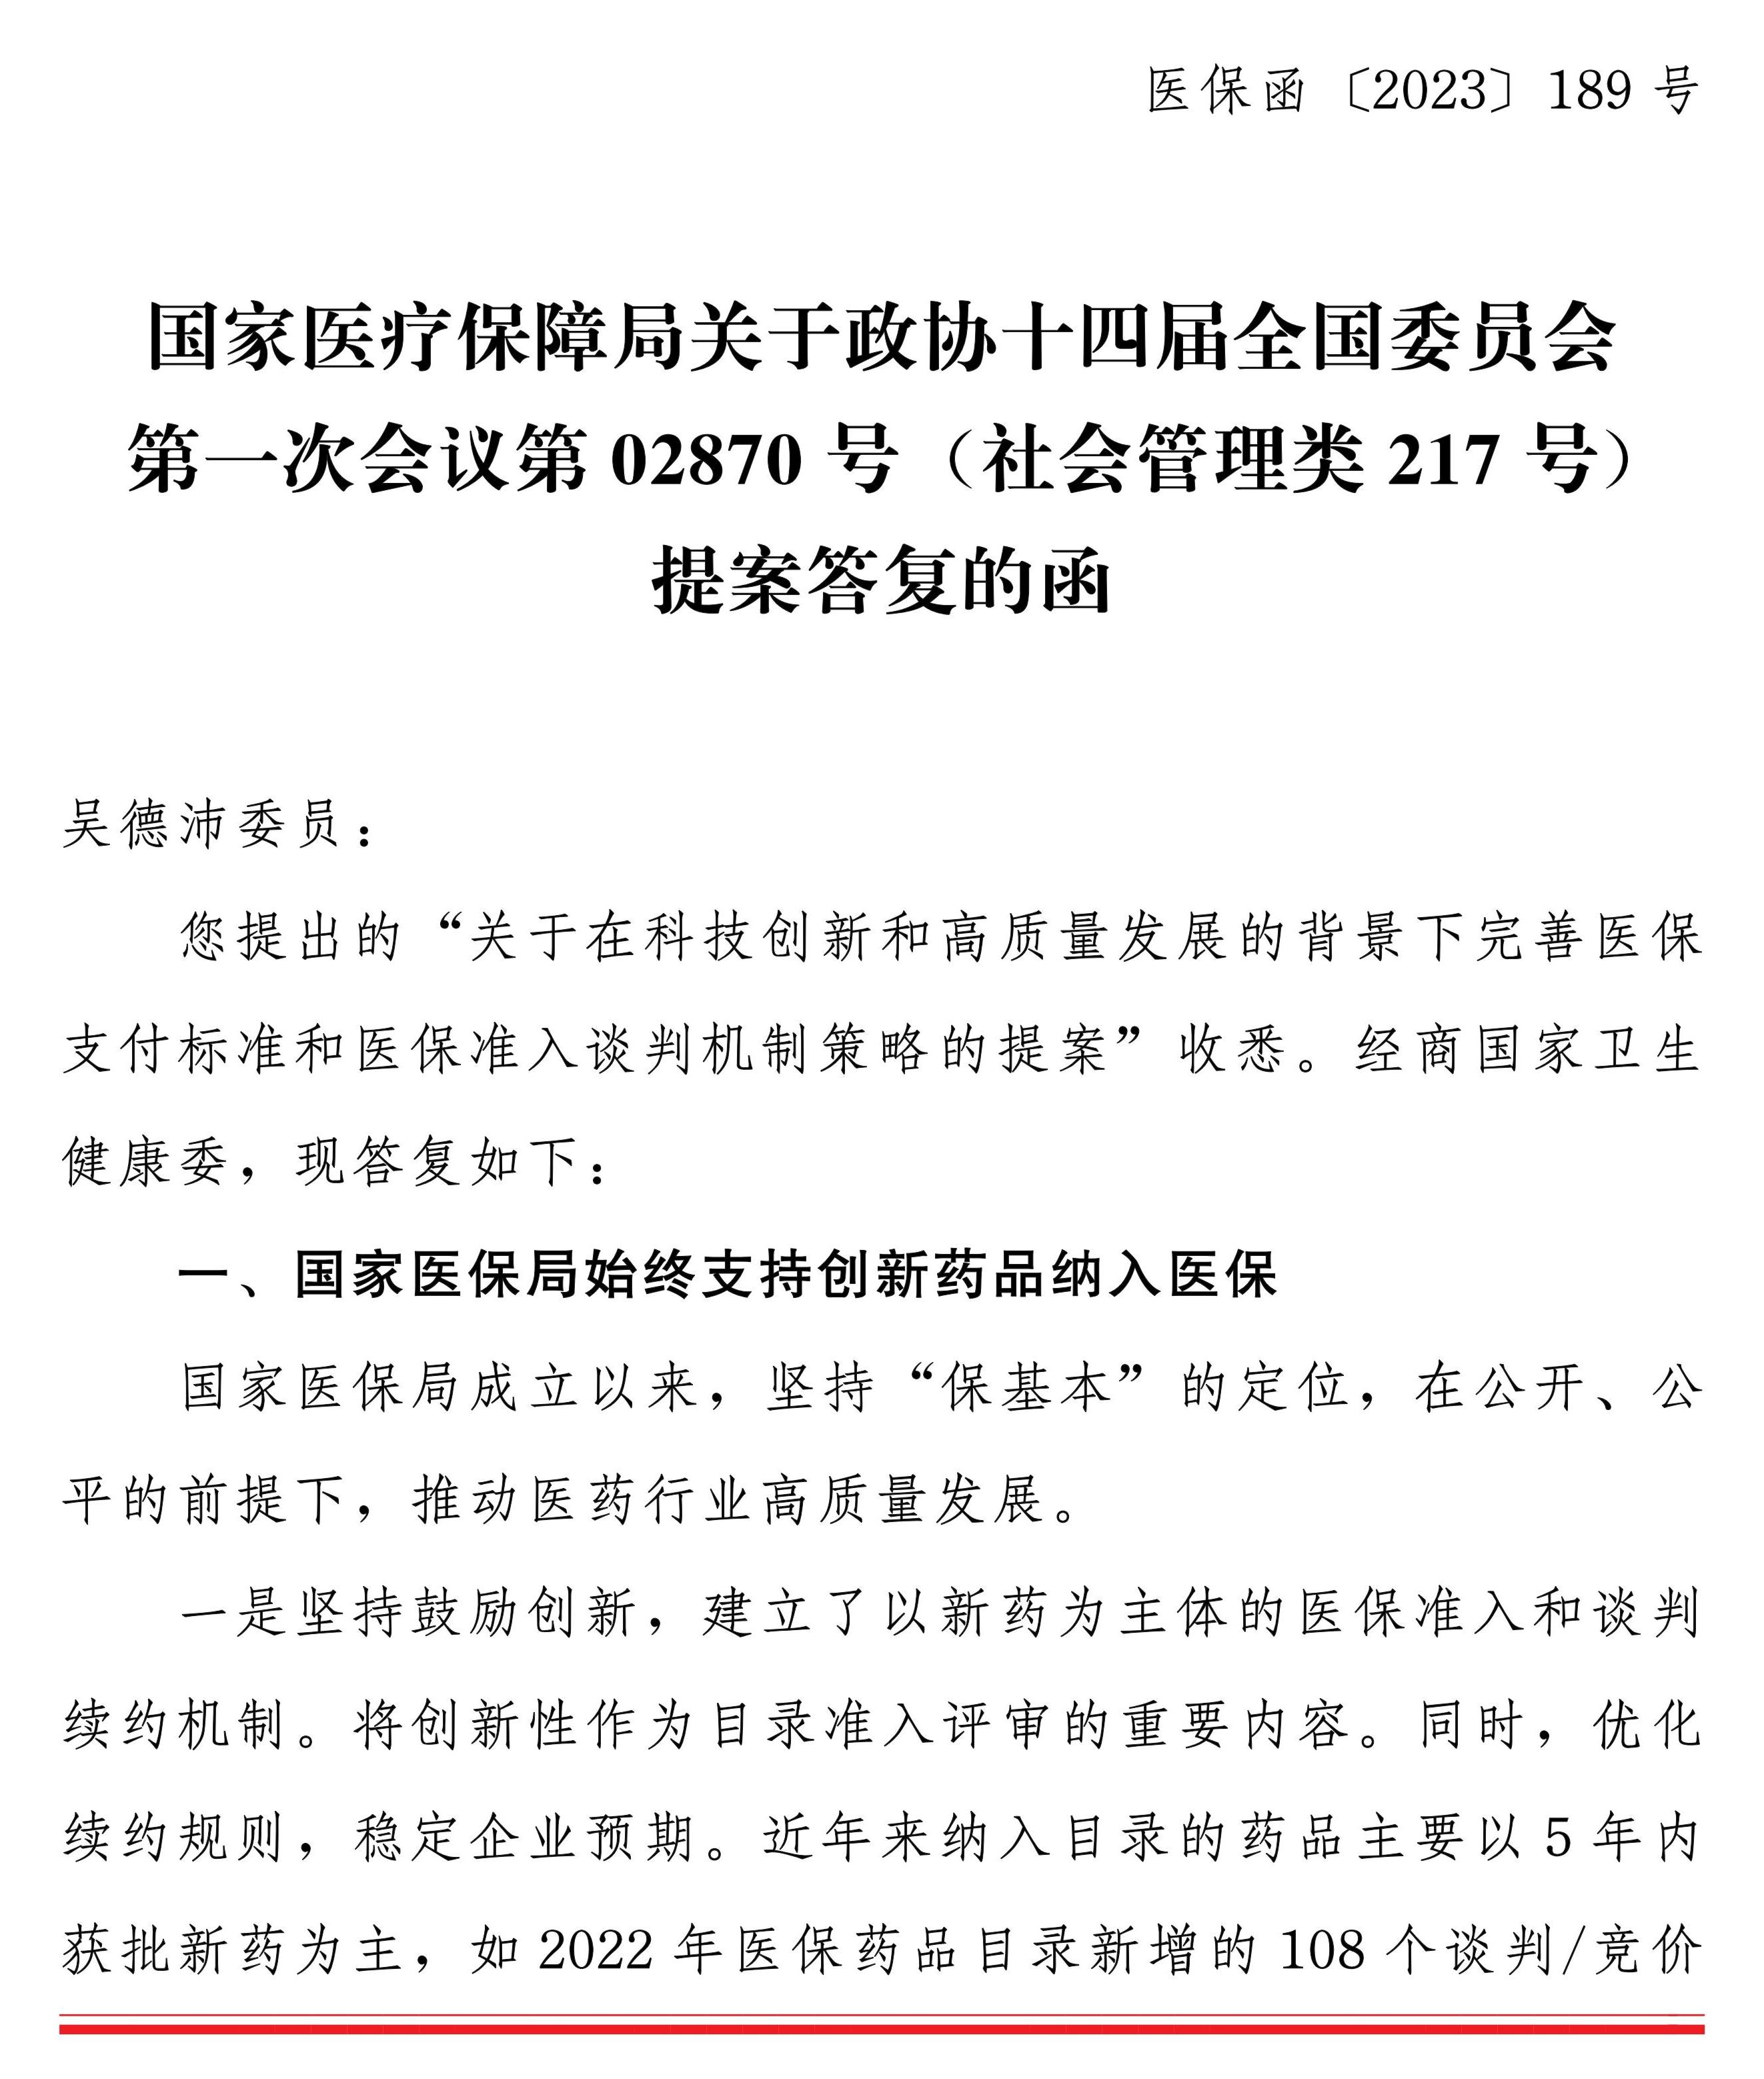 医保函〔2023〕189 号
国家医疗保障局关于政协十四届全国委员会
第一次会议第 02870 号（社会管理类 217 号）
提案答复的函
吴德沛委员：
您提出的“关于在科技创新和高质量发展的背景下完善医保
支付标准和医保准入谈判机制策略的提案”收悉。经商国家卫生
健康委，现答复如下：
一、国家医保局始终支持创新药品纳入医保
国家医保局成立以来，坚持“保基本”的定位，在公开、公
平的前提下，推动医药行业高质量发展。
一是坚持鼓励创新，建立了以新药为主体的医保准入和谈判
续约机制。将创新性作为目录准入评审的重要内容。同时，优化
续约规则，稳定企业预期。近年来纳入目录的药品主要以 5 年内
获批新药为主，如 2022 年医保药品目录新增的 108 个谈判/竞价